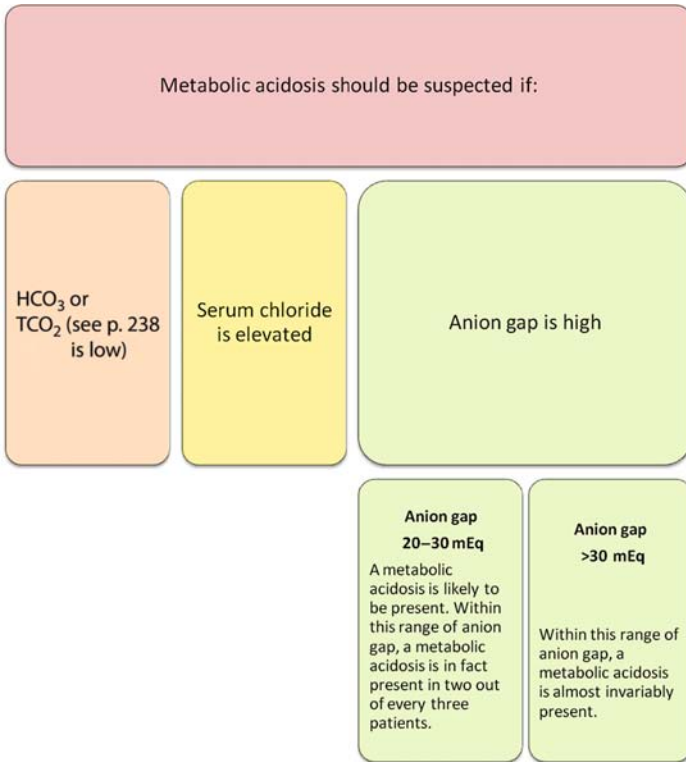 Metabolic acidosis should be suspected if:
HCO₃ or
TCO₂ (see p. 238
is low)
Serum chloride
is elevated
Anion gap is high
Anion gap
20–30 mEq
A metabolic
acidosis is likely to
be present. Within
this range of anion
gap, a metabolic
acidosis is in fact
present in two out
of every three
patients.
Anion gap
>30 mEq
Within this range of
anion gap, a
metabolic acidosis
is almost invariably
present.